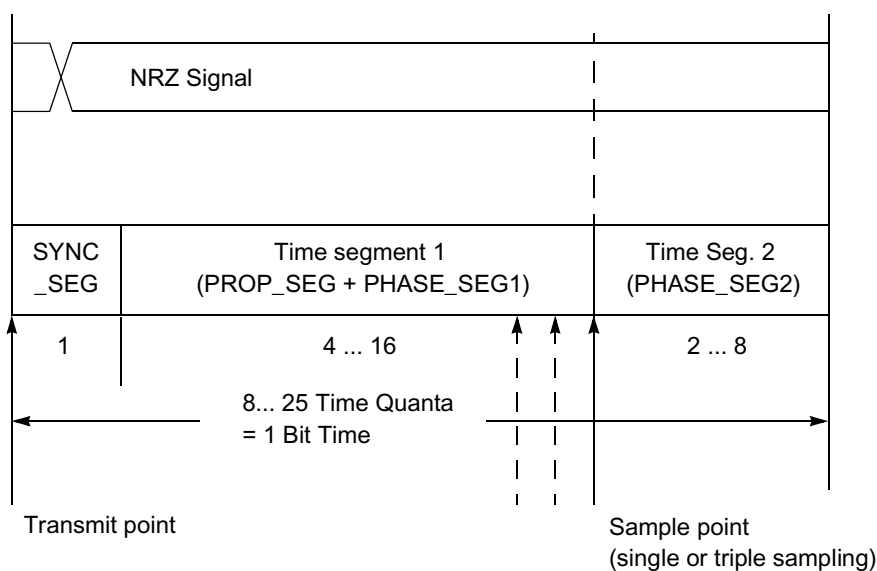 NRZ Signal
SYNC
_SEG
Time segment 1
(PROP_SEG + PHASE_SEG1)
Time Seg. 2
(PHASE_SEG2)
1
4 ... 16
2 ... 8
8... 25 Time Quanta
= 1 Bit Time
Transmit point
Sample point
(single or triple sampling)